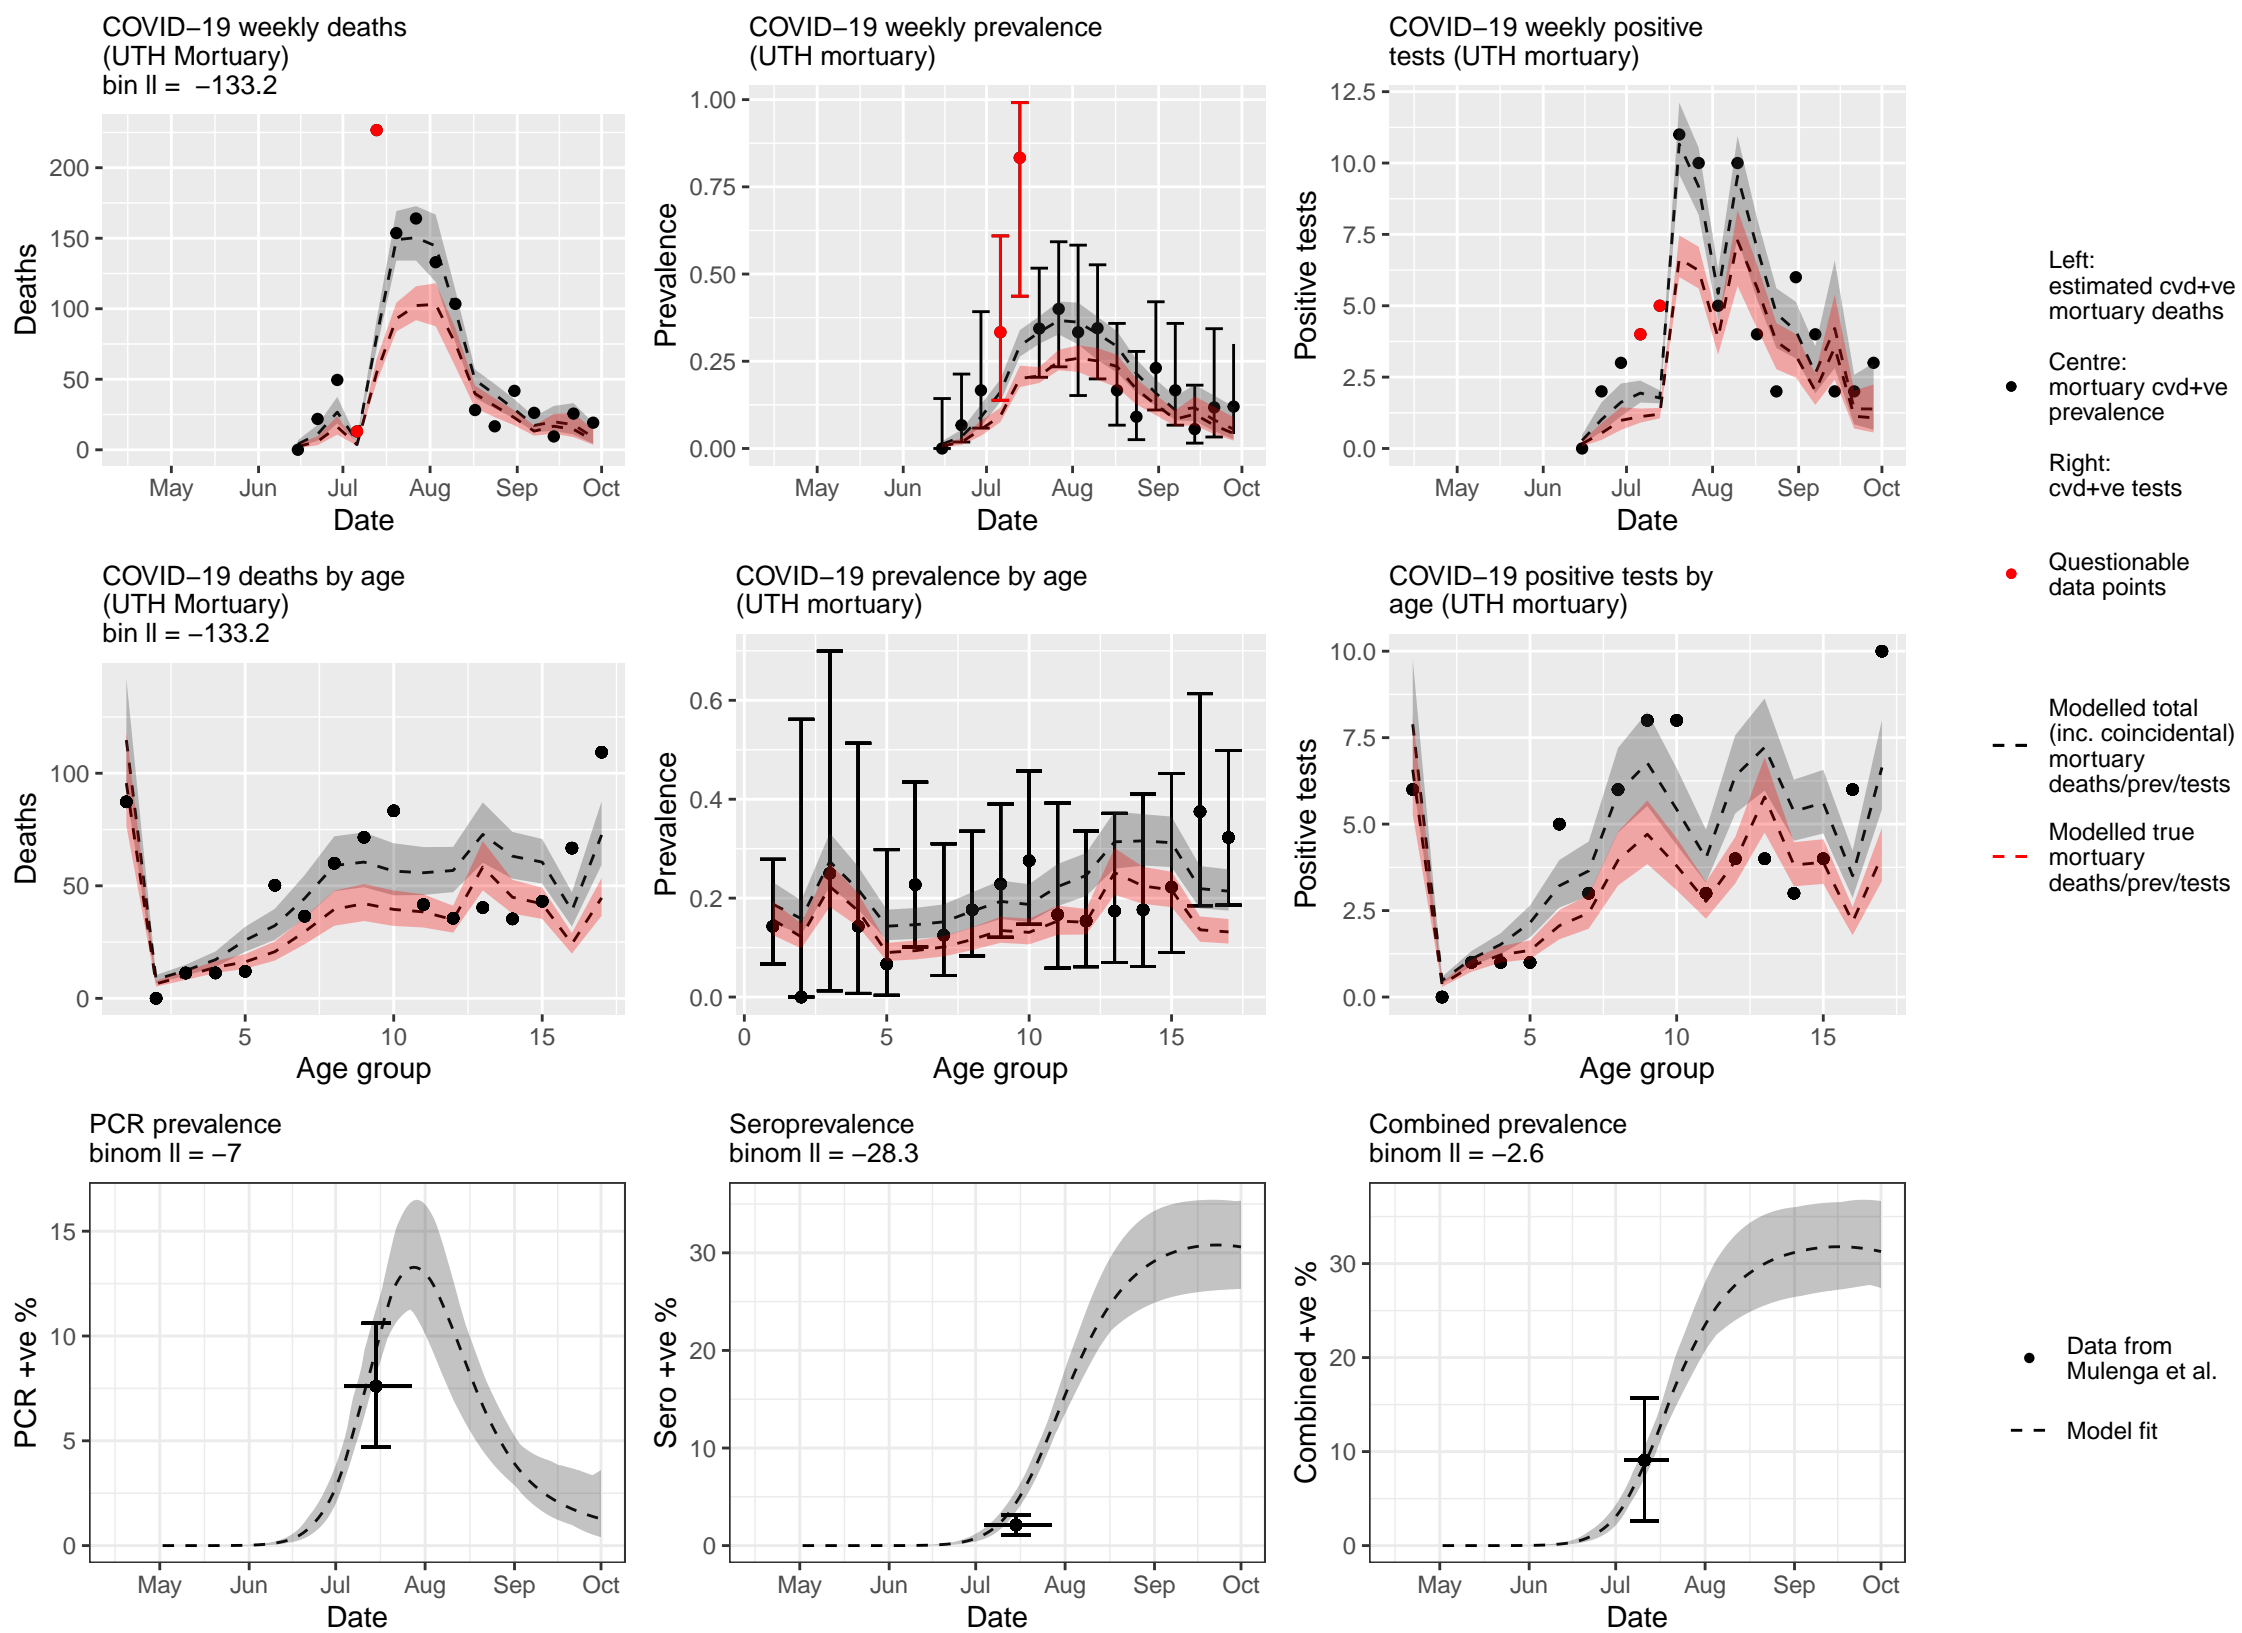 COVID−19 weekly deaths
(UTH Mortuary)
bin ll =  −133.2
Deaths
200
150
100
50
0
May Jun Jul Aug Sep Oct
Date
COVID−19 weekly prevalence
(UTH mortuary)
Prevalence
1.00
0.75
0.50
0.25
0.00
May Jun Jul Aug Sep Oct
Date
COVID−19 weekly positive
tests (UTH mortuary)
Positive tests
12.5
10.0
7.5
5.0
2.5
0.0
May Jun Jul Aug Sep Oct
Date
Left:
estimated cvd+ve
mortuary deaths
Centre:
mortuary cvd+ve
prevalence
Right:
cvd+ve tests
Questionable
data points
Modelled total
(inc. coincidental)
mortuary
deaths/prev/tests
Modelled true
mortuary
deaths/prev/tests
COVID−19 deaths by age
(UTH Mortuary)
bin ll = −133.2
Deaths
100
50
0
5 10 15
Age group
COVID−19 prevalence by age
(UTH mortuary)
Prevalence
0.6
0.4
0.2
0.0
0 5 10 15
Age group
COVID−19 positive tests by
age (UTH mortuary)
Positive tests
10.0
7.5
5.0
2.5
0.0
5 10 15
Age group
PCR prevalence
binom ll = −7
PCR +ve %
15
10
5
0
May Jun Jul Aug Sep Oct
Date
Seroprevalence
binom ll = −28.3
Sero +ve %
30
20
10
0
May Jun Jul Aug Sep Oct
Date
Combined prevalence
binom ll = −2.6
Combined +ve %
30
20
10
0
May Jun Jul Aug Sep Oct
Date
Data from
Mulenga et al.
Model fit